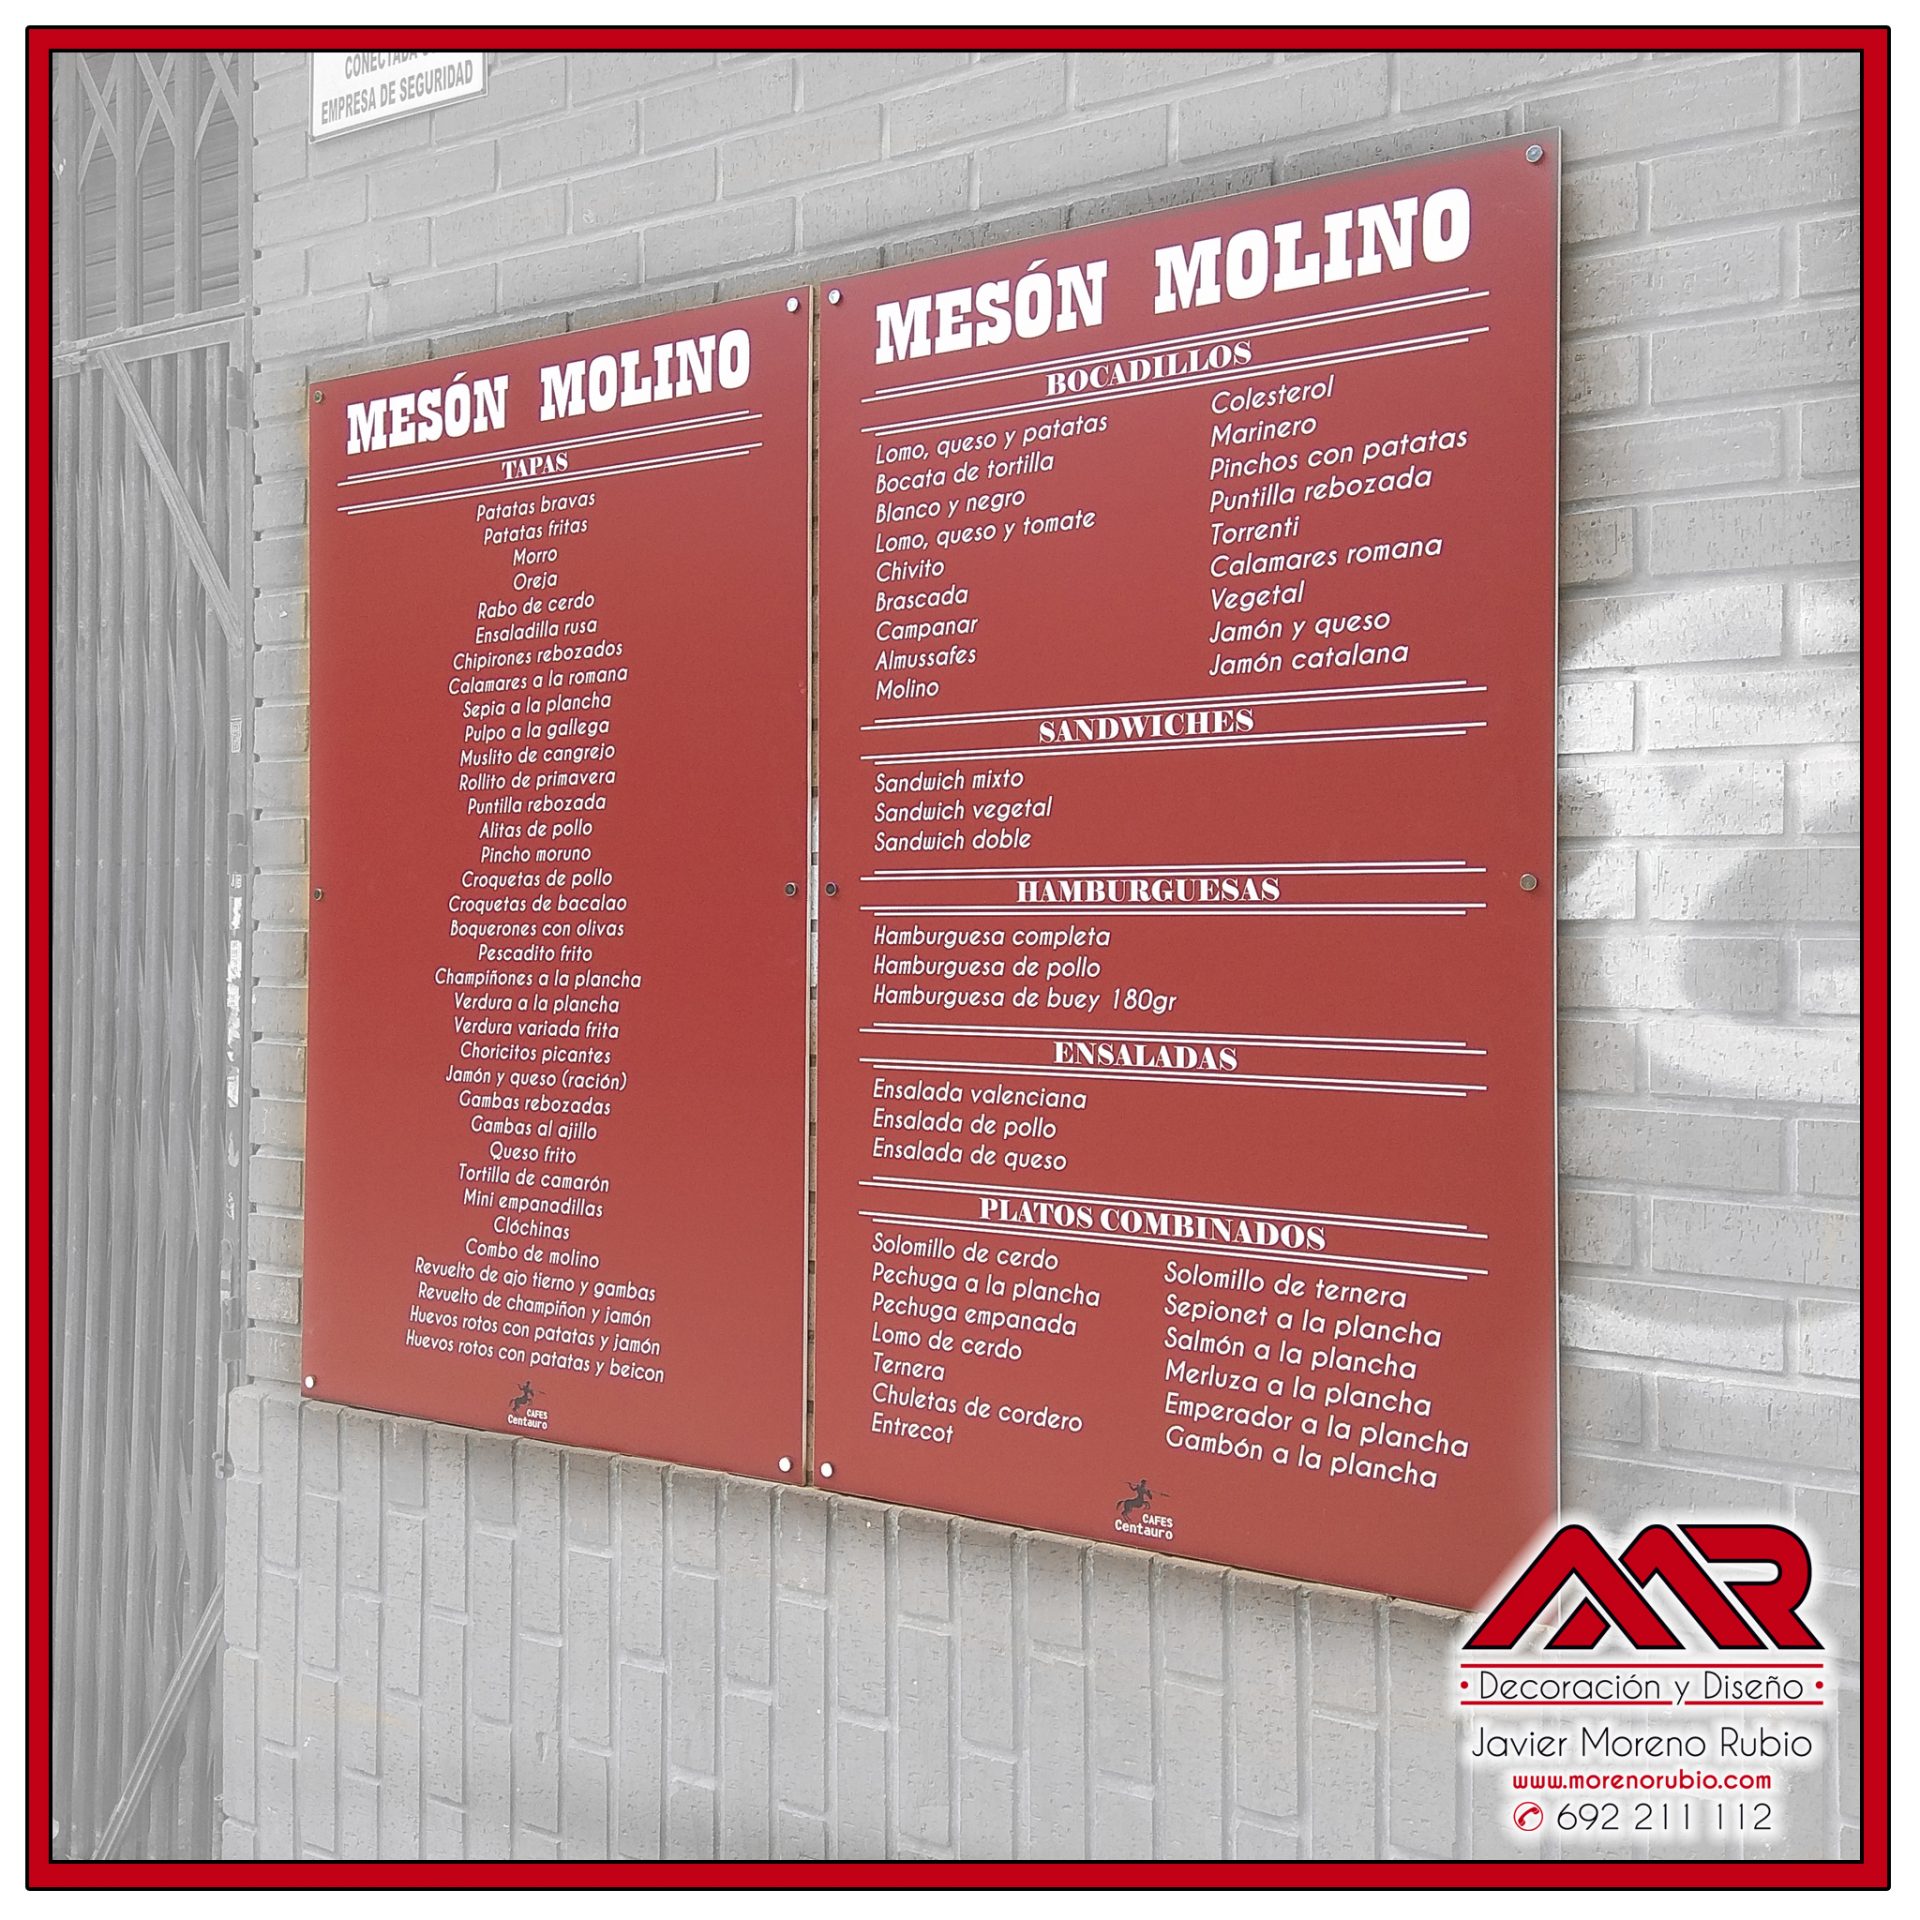 CONECTADA
EMPRESA DE SEGURIDAD
MESÓN MOLINO
TAPAS
Patatas bravas
Patatas fritas
Morro
Oreja
Rabo de cerdo
Ensaladilla rusa
Chipirones rebozados
Calamares a la romana
Sepia a la plancha
Pulpo a la gallega
Muslito de cangrejo
Rollito de primavera
Puntilla rebozada
Alitas de pollo
Pincho moruno
Croquetas de pollo
Croquetas de bacalao
Boquerones con olivas
Pescadito frito
Champiñones a la plancha
Verdura a la plancha
Verdura variada frita
Choricitos picantes
Jamón y queso (ración)
Gambas rebozadas
Gambas al ajillo
Queso frito
Tortilla de camarón
Mini empanadillas
Clóchinas
Combo de molino
Revuelto de ajo tierno y gambas
Revuelto de champiñon y jamón
Huevos rotos con patatas y jamón
Huevos rotos con patatas y beicon
CAFES
Centauro
MESÓN MOLINO
BOCADILLOS
Lomo, queso y patatas
Bocata de tortilla
Blanco y negro
Lomo, queso y tomate
Chivito
Brascada
Campanar
Almussafes
Molino
Colesterol
Marinero
Pinchos con patatas
Puntilla rebozada
Torrenti
Calamares romana
Vegetal
Jamón y queso
Jamón catalana
SANDWICHES
Sandwich mixto
Sandwich vegetal
Sandwich doble
HAMBURGUESAS
Hamburguesa completa
Hamburguesa de pollo
Hamburguesa de buey 180gr
ENSALADAS
Ensalada valenciana
Ensalada de pollo
Ensalada de queso
PLATOS COMBINADOS
Solomillo de cerdo
Pechuga a la plancha
Pechuga empanada
Lomo de cerdo
Ternera
Chuletas de cordero
Entrecot
Solomillo de ternera
Sepionet a la plancha
Salmón a la plancha
Merluza a la plancha
Emperador a la plancha
Gambón a la plancha
CAFES
Centauro
MR
• Decoración y Diseño •
Javier Moreno Rubio
www.morenorubio.com
692 211 112